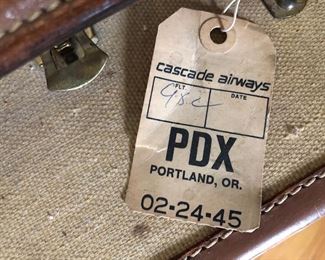 cascade airways
FLT DATE
PDX
PORTLAND, OR.
02-24-45